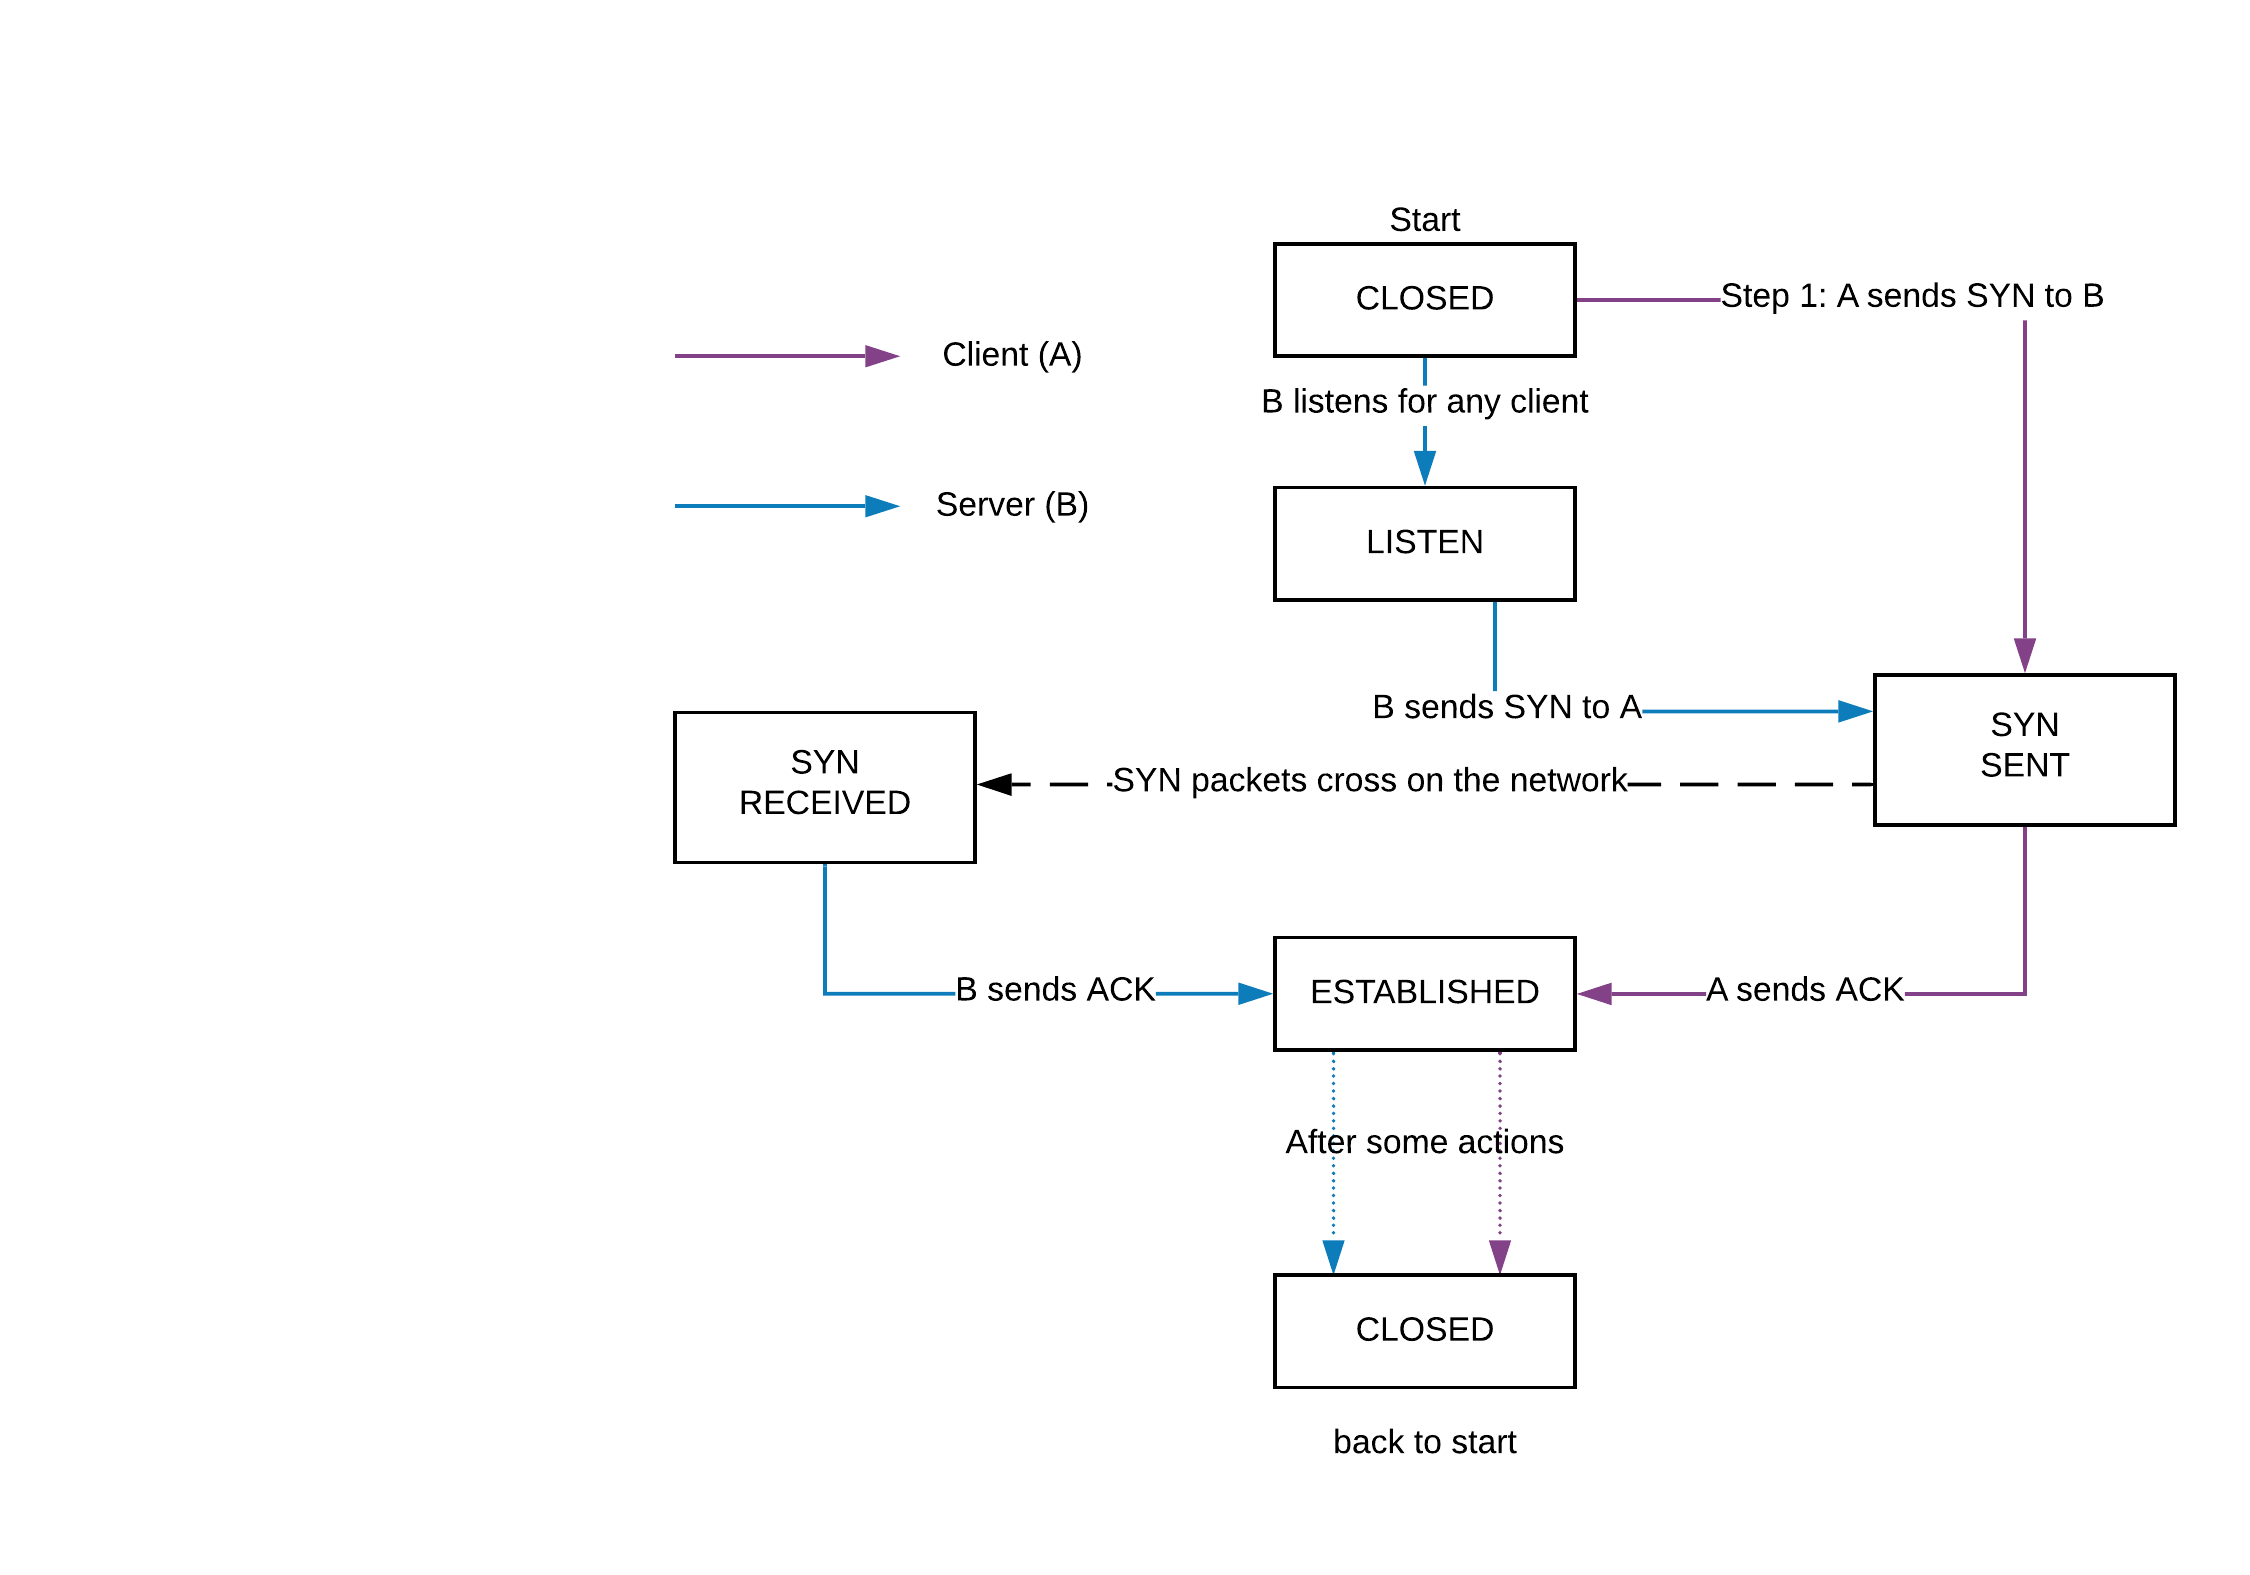 Start
CLOSED
Step 1: A sends SYN to B
Client (A)
B listens for any client
Server (B)
LISTEN
B sends SYN to A
SYN
SENT
SYN
RECEIVED
SYN packets cross on the network
B sends ACK
ESTABLISHED
A sends ACK
After some actions
CLOSED
back to start